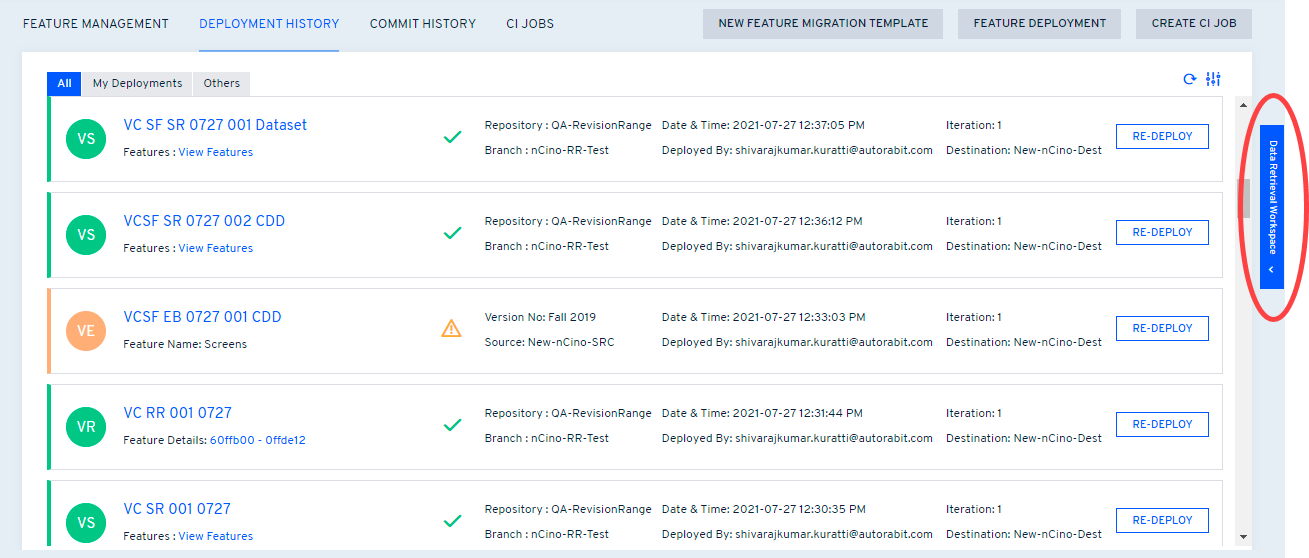 FEATURE MANAGEMENT DEPLOYMENT HISTORY COMMIT HISTORY CI JOBS NEW FEATURE MIGRATION TEMPLATE FEATURE DEPLOYMENT CREATE CI JOB
All My Deployments Others
VS VC SF SR 0727 001 Dataset Repository : QA-RevisionRange Date & Time: 2021-07-27 12:37:05 PM Iteration: 1 RE-DEPLOY
Features : View Features Branch : nCino-RR-Test Deployed By: shivarajkumar.kuratti@autorabit.com Destination: New-nCino-Dest
VS VCSF SR 0727 002 CDD Repository : QA-RevisionRange Date & Time: 2021-07-27 12:36:12 PM Iteration: 1 RE-DEPLOY
Features : View Features Branch : nCino-RR-Test Deployed By: shivarajkumar.kuratti@autorabit.com Destination: New-nCino-Dest
VE VCSF EB 0727 001 CDD Version No: Fall 2019 Date & Time: 2021-07-27 12:33:03 PM Iteration: 1 RE-DEPLOY
Feature Name: Screens Source: New-nCino-SRC Deployed By: shivarajkumar.kuratti@autorabit.com Destination: New-nCino-Dest
VR VC RR 001 0727 Repository : QA-RevisionRange Date & Time: 2021-07-27 12:31:44 PM Iteration: 1 RE-DEPLOY
Feature Details: 60ffb00 - 0ffde12 Branch : nCino-RR-Test Deployed By: shivarajkumar.kuratti@autorabit.com Destination: New-nCino-Dest
VS VC SR 001 0727 Repository : QA-RevisionRange Date & Time: 2021-07-27 12:30:35 PM Iteration: 1 RE-DEPLOY
Features : View Features Branch : nCino-RR-Test Deployed By: shivarajkumar.kuratti@autorabit.com Destination: New-nCino-Dest
Data Retrieval Workspace